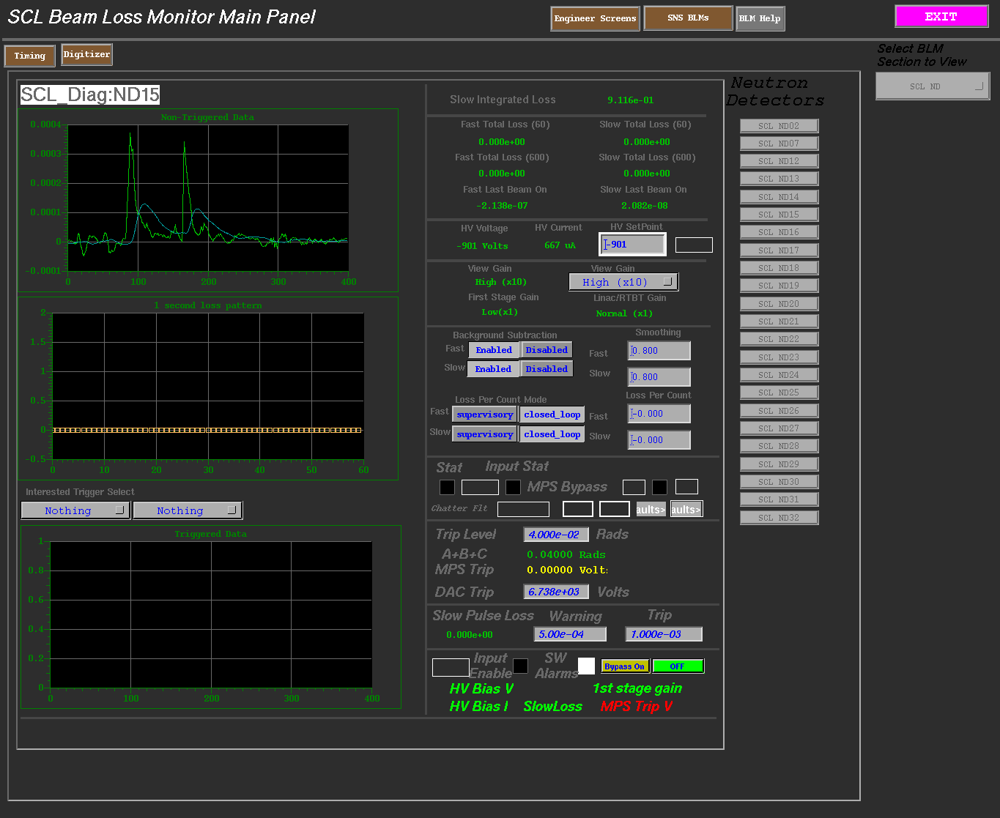 SCL Beam Loss Monitor Main Panel
Engineer Screens
SNS BLMs
BLM Help
EXIT
Timing
Digitizer
Select BLM
Section to View
SCL ND
SCL_Diag:ND15
Non-Triggered Data
0.0004
0.0003
0.0002
0.0001
0
-0.0001
0 100 200 300 400
1 second loss pattern
2
1.5
1
0.5
0
-0.5
0 10 20 30 40 50 60
Interested Trigger Select
Nothing
Nothing
Triggered Data
1
0.8
0.6
0.4
0.2
0
0 100 200 300 400
Slow Integrated Loss 9.116e-01
Fast Total Loss (60) Slow Total Loss (60)
0.000e+00 0.000e+00
Fast Total Loss (600) Slow Total Loss (600)
0.000e+00 0.000e+00
Fast Last Beam On Slow Last Beam On
-2.138e-07 2.082e-08
HV Voltage HV Current HV SetPoint
-901 Volts 667 uA -901
View Gain View Gain
High (x10) High (x10)
First Stage Gain Linac/RTBT Gain
Low(x1) Normal (x1)
Background Subtraction Smoothing
Fast Enabled Disabled Fast 0.800
Slow Enabled Disabled Slow 0.800
Loss Per Count Mode Loss Per Count
Fast supervisory closed_loop Fast -0.000
Slow supervisory closed_loop Slow -0.000
Stat Input Stat
MPS Bypass
Chatter Flt aults> aults>
Trip Level 4.000e-02 Rads
A+B+C 0.04000 Rads
MPS Trip 0.00000 Volt
DAC Trip 6.738e+03 Volts
Slow Pulse Loss Warning Trip
0.000e+00 5.00e-04 1.000e-03
Input Enable
SW Alarms
Bypass On
OFF
HV Bias V 1st stage gain
HV Bias I SlowLoss MPS Trip V
Neutron
Detectors
SCL ND02
SCL ND07
SCL ND12
SCL ND13
SCL ND14
SCL ND15
SCL ND16
SCL ND17
SCL ND18
SCL ND19
SCL ND20
SCL ND21
SCL ND22
SCL ND23
SCL ND24
SCL ND25
SCL ND26
SCL ND27
SCL ND28
SCL ND29
SCL ND30
SCL ND31
SCL ND32